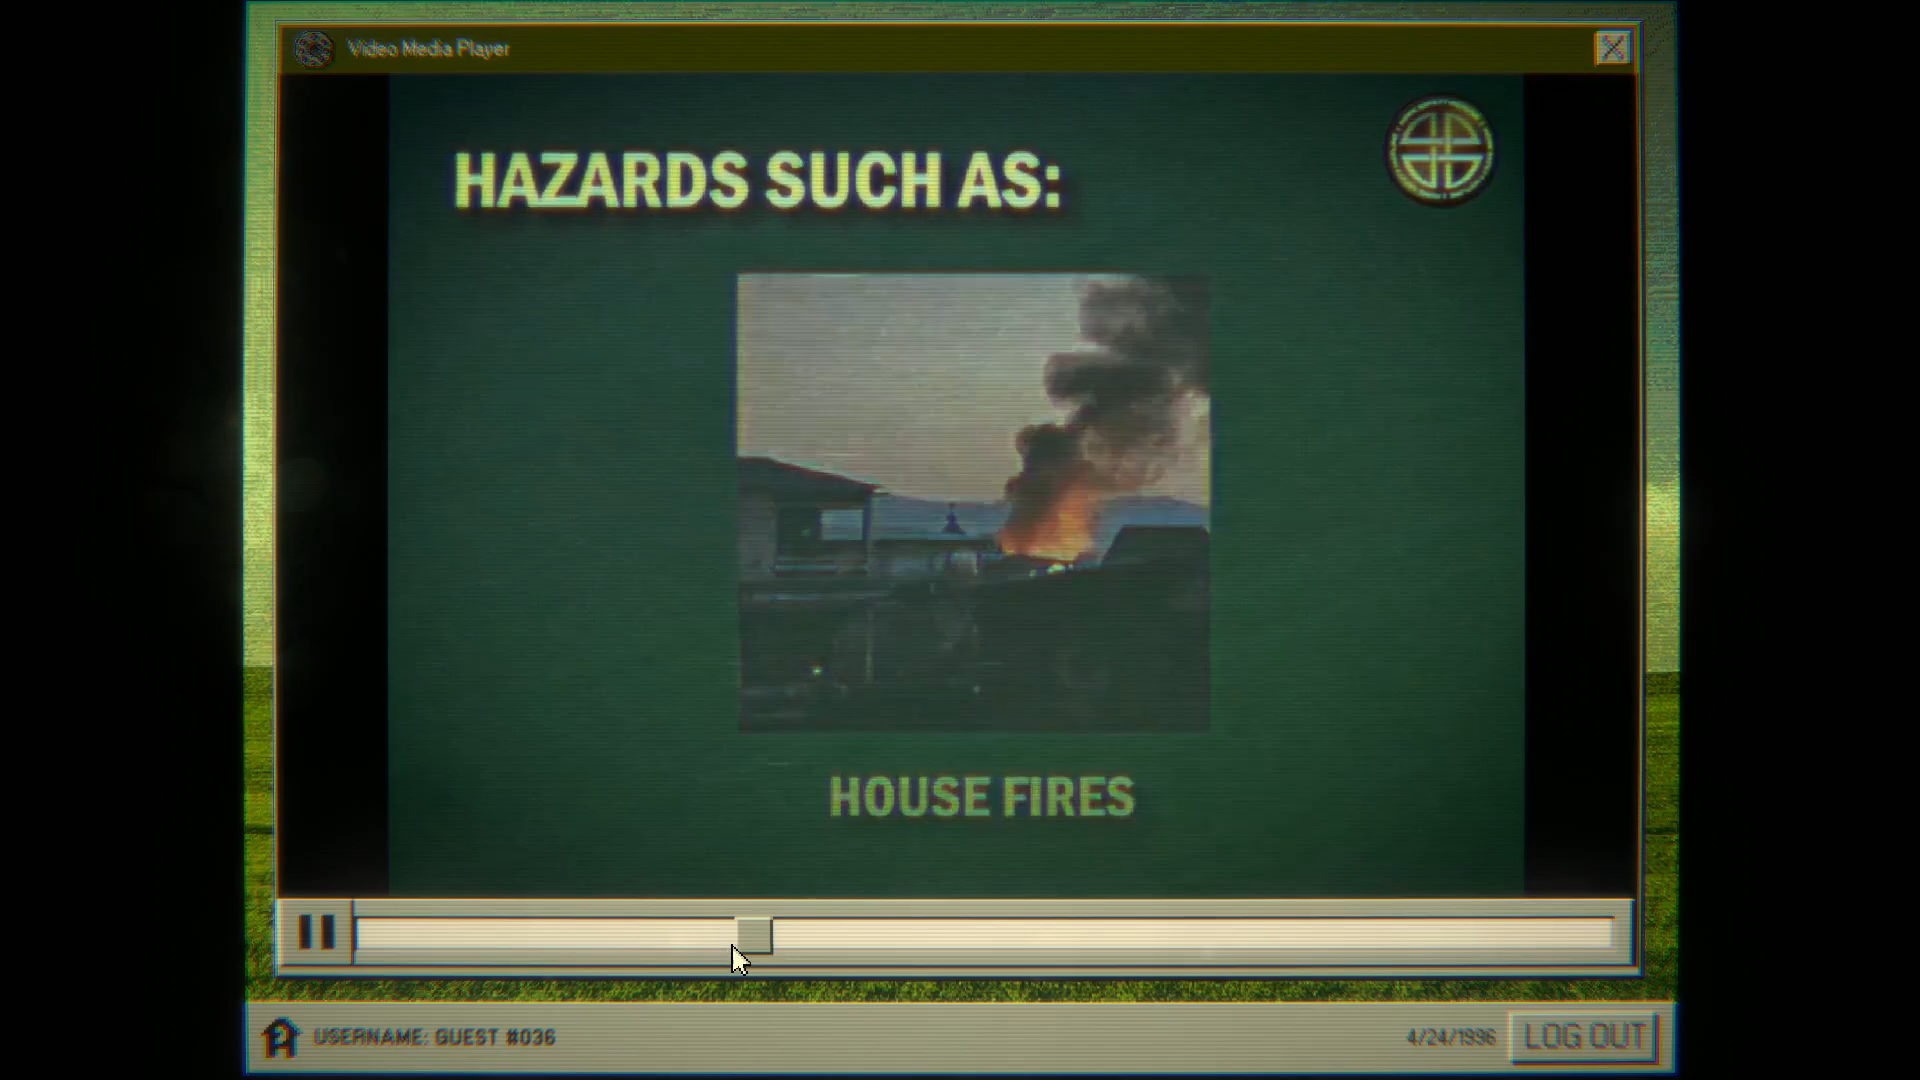 Video Media Player
HAZARDS SUCH AS:
HOUSE FIRES
USERNAME: GUEST #036
4/24/1996
LOG OUT